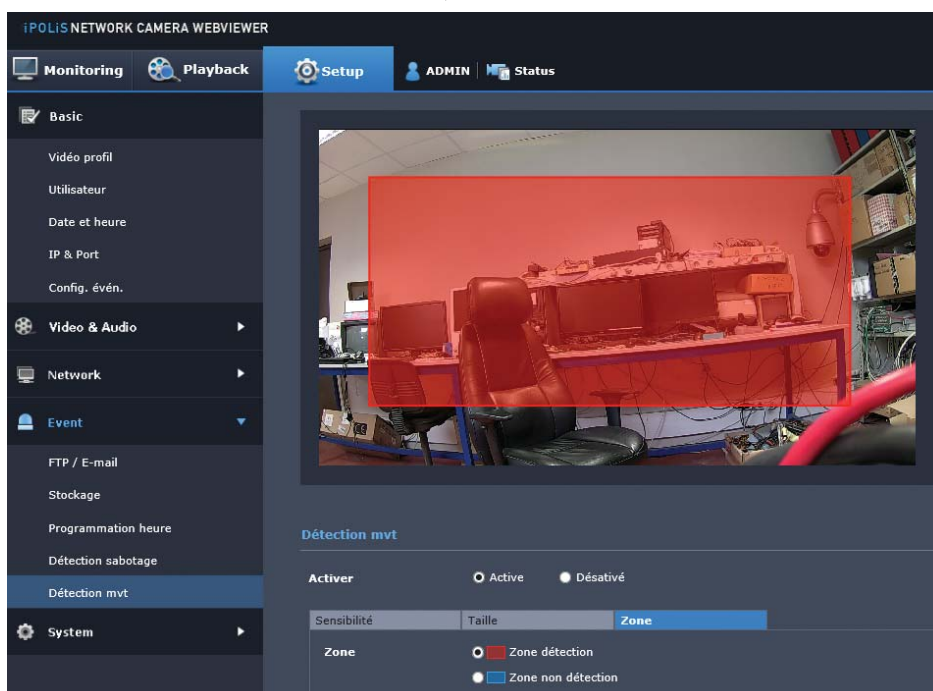 iPOLiS NETWORK CAMERA WEBVIEWER
Monitoring
Playback
Setup
ADMIN
Status
Basic
Vidéo profil
Utilisateur
Date et heure
IP & Port
Config. évén.
Video & Audio
Network
Event
FTP / E-mail
Stockage
Programmation heure
Détection sabotage
Détection mvt
System
Détection mvt
Activer
Active
Désativé
Sensibilité
Taille
Zone
Zone
Zone détection
Zone non détection